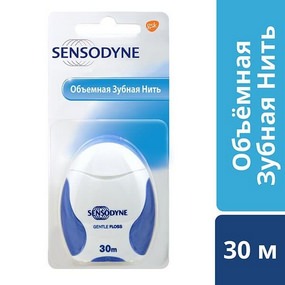 gsk
SENSODYNE
Объемная Зубная Нить
SENSODYNE
GENTLE FLOSS
30m
Объёмная
Зубная Нить
30 м